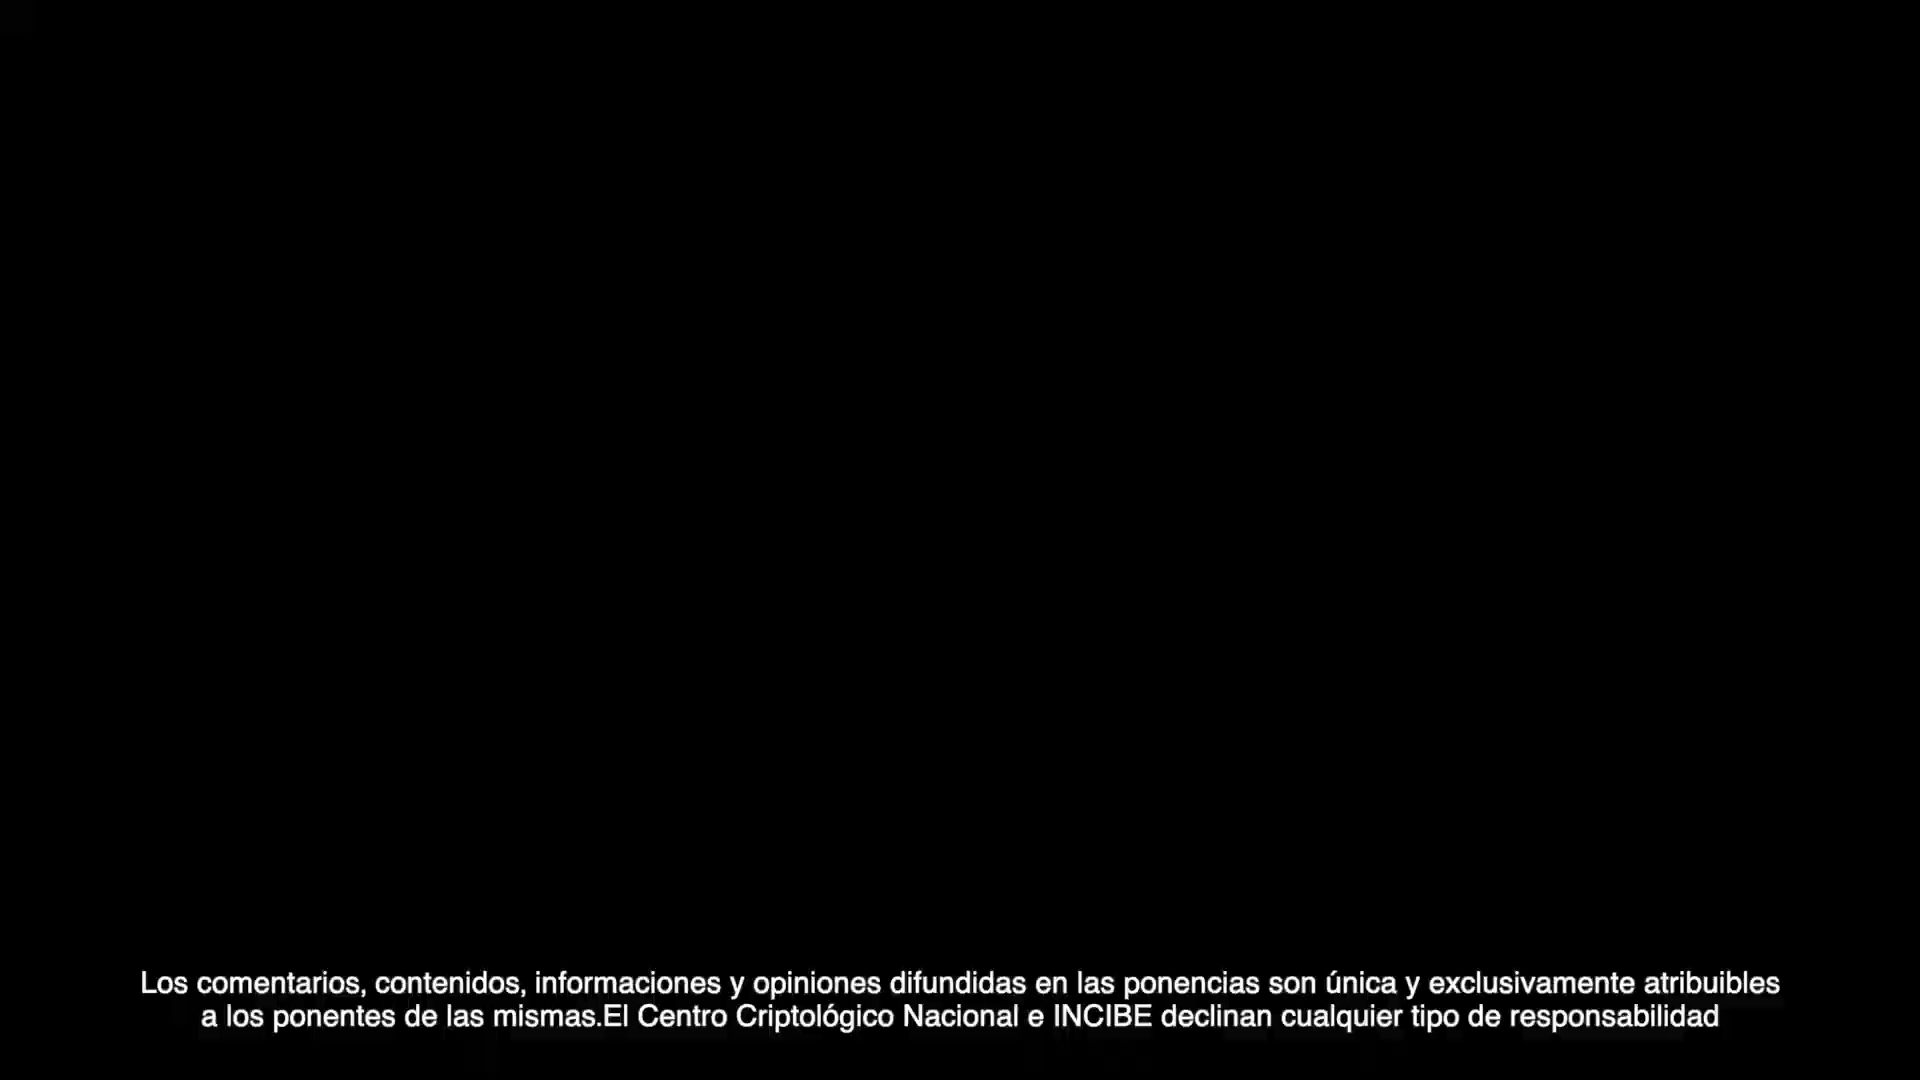 Los comentarios, contenidos, informaciones y opiniones difundidas en las ponencias son única y exclusivamente atribuibles
a los ponentes de las mismas.El Centro Criptológico Nacional e INCIBE declinan cualquier tipo de responsabilidad